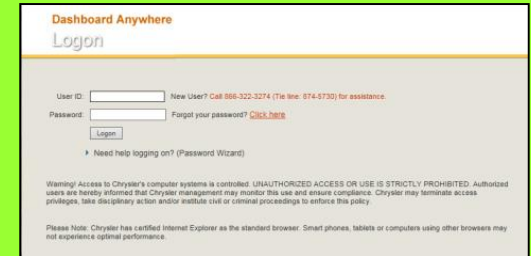 Dashboard Anywhere
Logon
User ID: New User? Call 866-322-3274 (Tie line: 874-5730) for assistance.
Password: Forgot your password? Click here
Logon
Need help logging on? (Password Wizard)
Warning! Access to Chrysler's computer systems is controlled. UNAUTHORIZED ACCESS OR USE IS STRICTLY PROHIBITED. Authorized
users are hereby informed that Chrysler management may monitor this use and ensure compliance. Chrysler may terminate access
privileges, take disciplinary action and/or institute civil or criminal proceedings to enforce this policy.
Please Note: Chrysler has certified Internet Explorer as the standard browser. Smart phones, tablets or computers using other browsers may
not experience optimal performance.